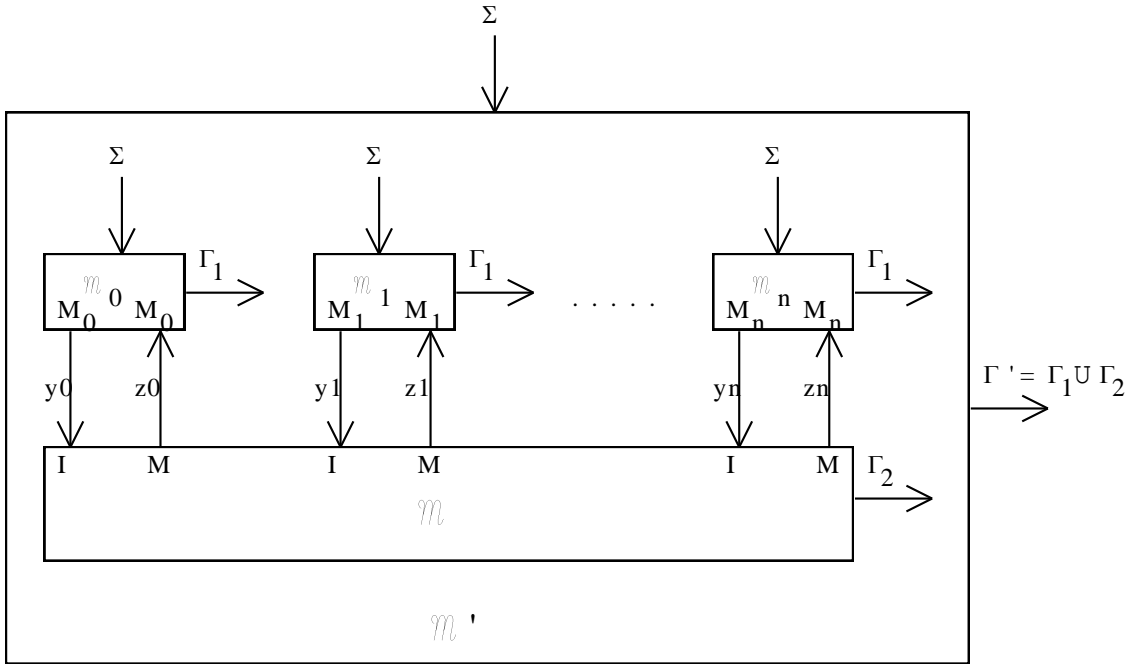 Σ
Σ Σ Σ
𝓂 0 Γ1 𝓂 1 Γ1 . . . . . 𝓂 n Γ1
M0 M0 M1 M1 Mn Mn
Γ' = Γ1 U Γ2
y0 z0 y1 z1 yn zn
I M I M I M Γ2
𝓂
𝓂 '